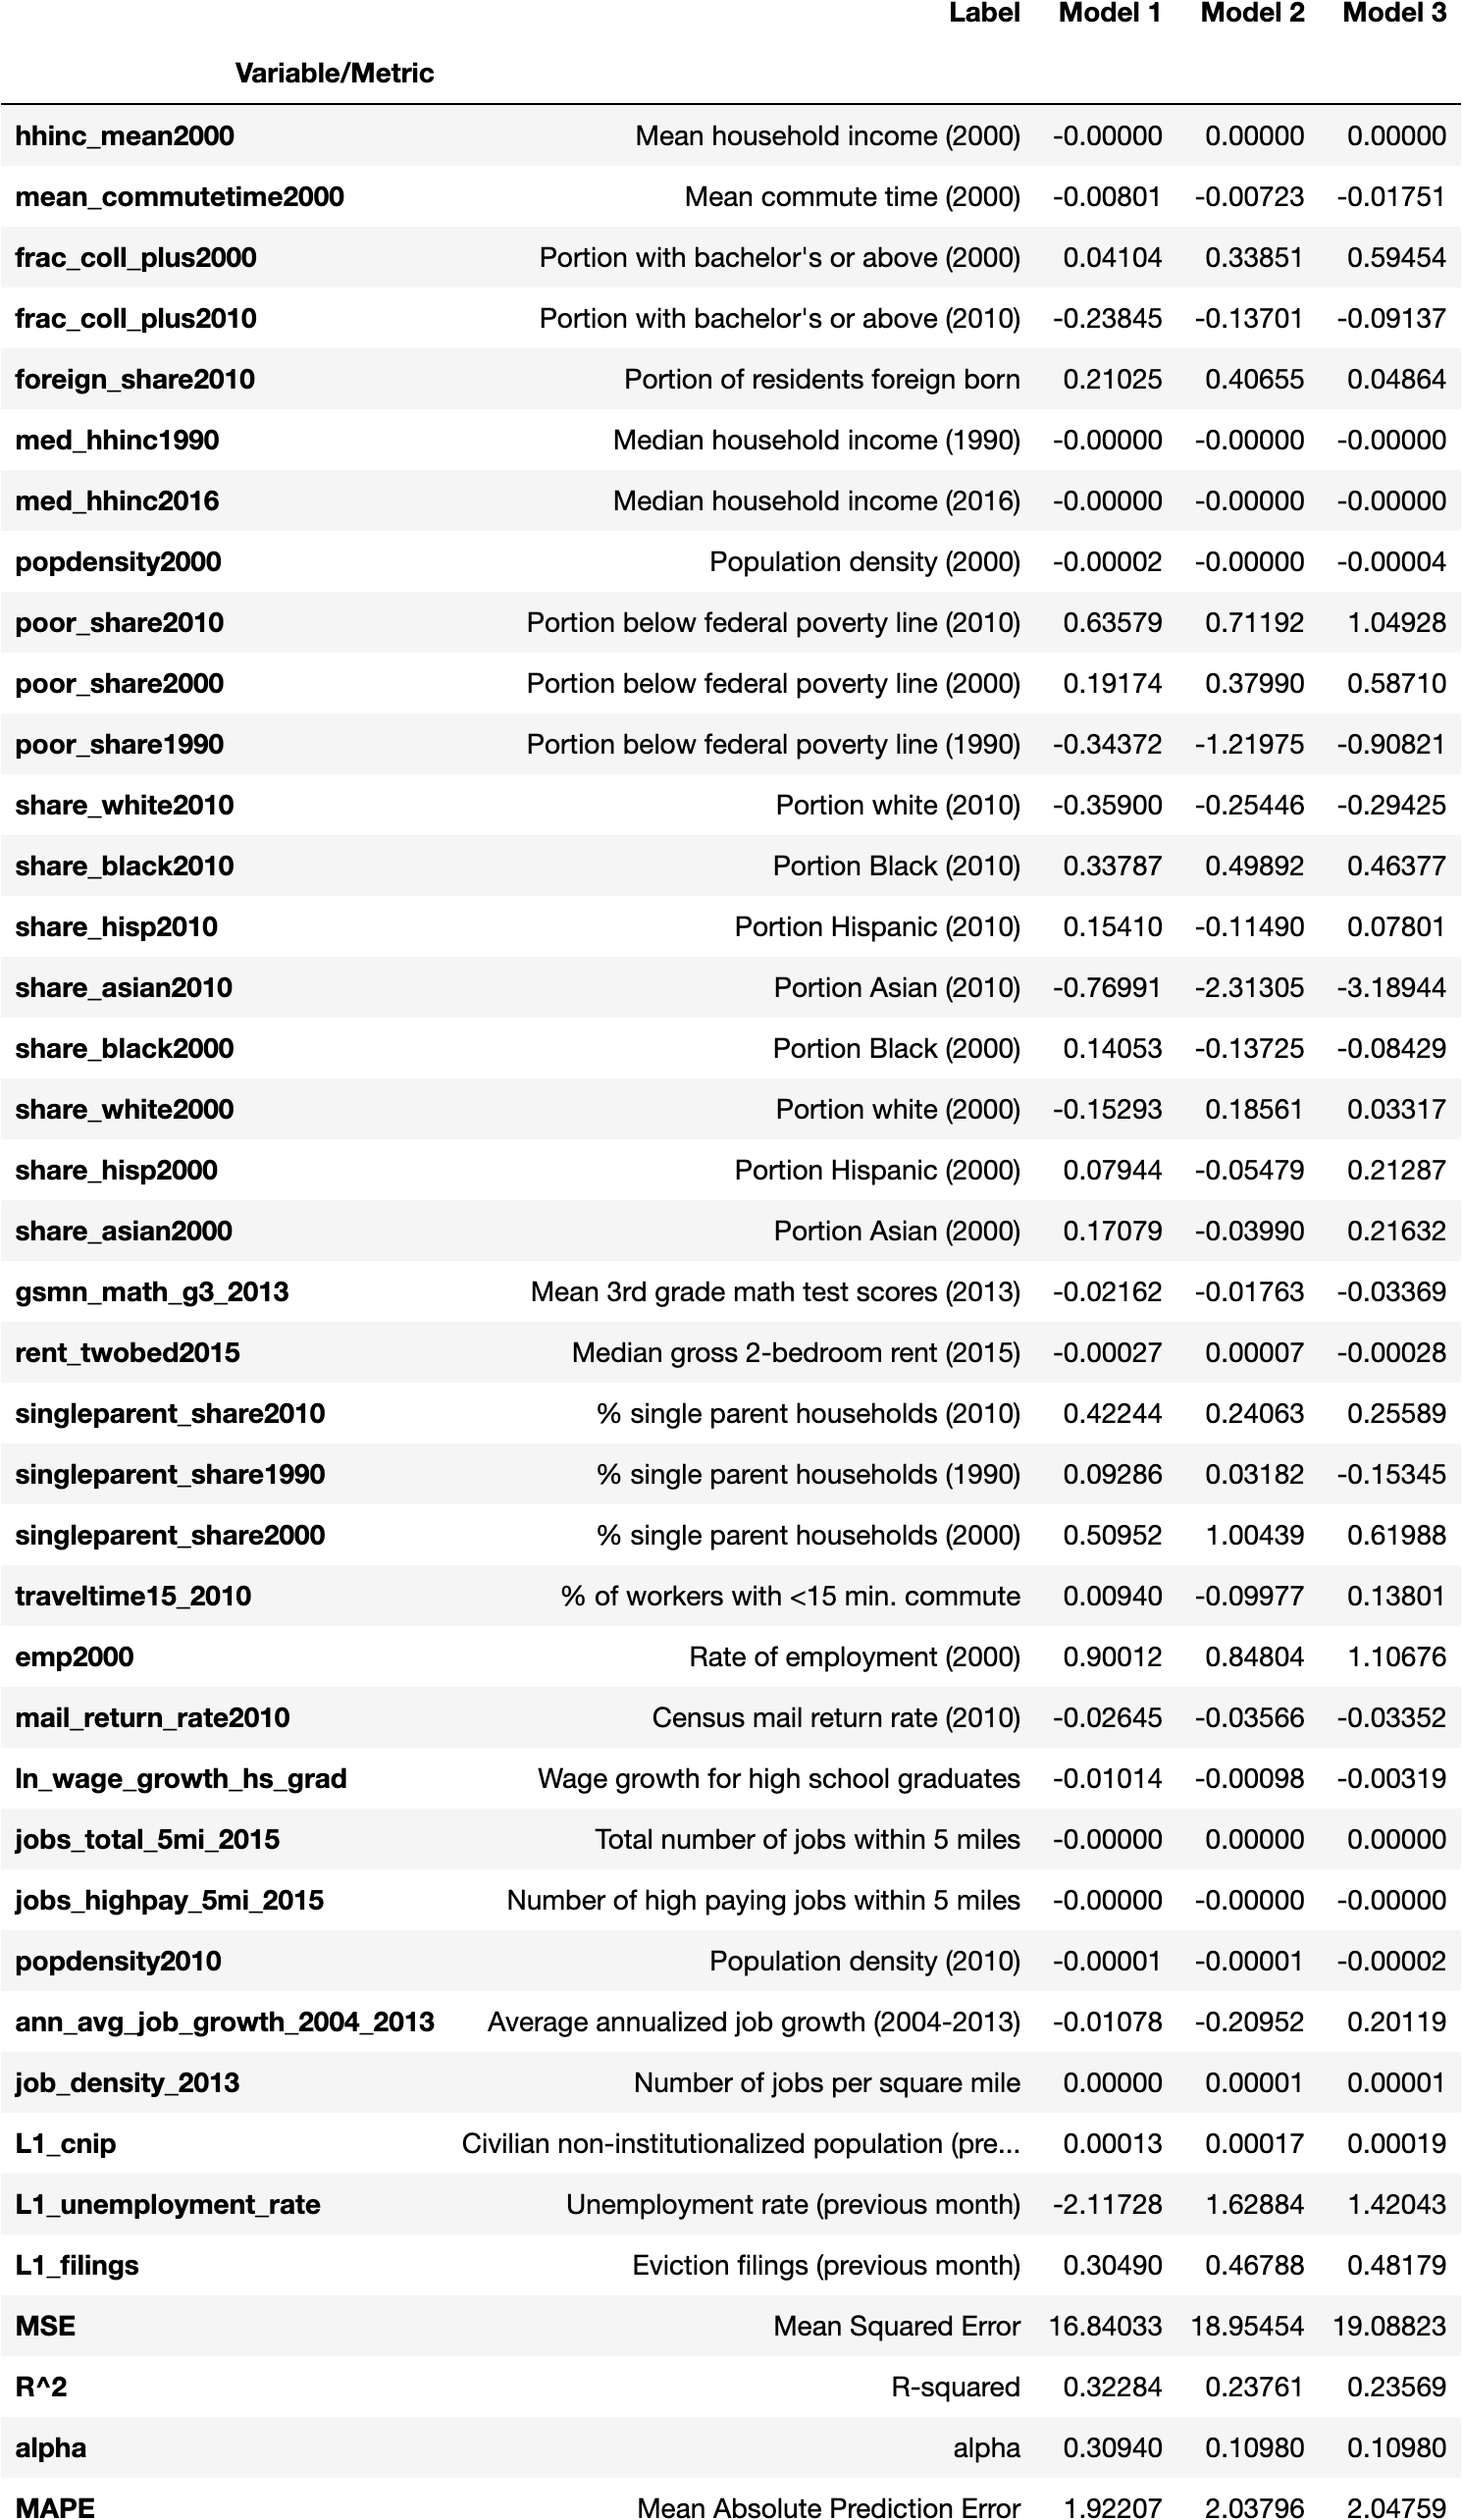 Label Model 1 Model 2 Model 3
Variable/Metric
hhinc_mean2000 Mean household income (2000) -0.00000 0.00000 0.00000
mean_commutetime2000 Mean commute time (2000) -0.00801 -0.00723 -0.01751
frac_coll_plus2000 Portion with bachelor's or above (2000) 0.04104 0.33851 0.59454
frac_coll_plus2010 Portion with bachelor's or above (2010) -0.23845 -0.13701 -0.09137
foreign_share2010 Portion of residents foreign born 0.21025 0.40655 0.04864
med_hhinc1990 Median household income (1990) -0.00000 -0.00000 -0.00000
med_hhinc2016 Median household income (2016) -0.00000 -0.00000 -0.00000
popdensity2000 Population density (2000) -0.00002 -0.00000 -0.00004
poor_share2010 Portion below federal poverty line (2010) 0.63579 0.71192 1.04928
poor_share2000 Portion below federal poverty line (2000) 0.19174 0.37990 0.58710
poor_share1990 Portion below federal poverty line (1990) -0.34372 -1.21975 -0.90821
share_white2010 Portion white (2010) -0.35900 -0.25446 -0.29425
share_black2010 Portion Black (2010) 0.33787 0.49892 0.46377
share_hisp2010 Portion Hispanic (2010) 0.15410 -0.11490 0.07801
share_asian2010 Portion Asian (2010) -0.76991 -2.31305 -3.18944
share_black2000 Portion Black (2000) 0.14053 -0.13725 -0.08429
share_white2000 Portion white (2000) -0.15293 0.18561 0.03317
share_hisp2000 Portion Hispanic (2000) 0.07944 -0.05479 0.21287
share_asian2000 Portion Asian (2000) 0.17079 -0.03990 0.21632
gsmn_math_g3_2013 Mean 3rd grade math test scores (2013) -0.02162 -0.01763 -0.03369
rent_twobed2015 Median gross 2-bedroom rent (2015) -0.00027 0.00007 -0.00028
singleparent_share2010 % single parent households (2010) 0.42244 0.24063 0.25589
singleparent_share1990 % single parent households (1990) 0.09286 0.03182 -0.15345
singleparent_share2000 % single parent households (2000) 0.50952 1.00439 0.61988
traveltime15_2010 % of workers with <15 min. commute 0.00940 -0.09977 0.13801
emp2000 Rate of employment (2000) 0.90012 0.84804 1.10676
mail_return_rate2010 Census mail return rate (2010) -0.02645 -0.03566 -0.03352
ln_wage_growth_hs_grad Wage growth for high school graduates -0.01014 -0.00098 -0.00319
jobs_total_5mi_2015 Total number of jobs within 5 miles -0.00000 0.00000 0.00000
jobs_highpay_5mi_2015 Number of high paying jobs within 5 miles -0.00000 -0.00000 -0.00000
popdensity2010 Population density (2010) -0.00001 -0.00001 -0.00002
ann_avg_job_growth_2004_2013 Average annualized job growth (2004-2013) -0.01078 -0.20952 0.20119
job_density_2013 Number of jobs per square mile 0.00000 0.00001 0.00001
L1_cnip Civilian non-institutionalized population (pre... 0.00013 0.00017 0.00019
L1_unemployment_rate Unemployment rate (previous month) -2.11728 1.62884 1.42043
L1_filings Eviction filings (previous month) 0.30490 0.46788 0.48179
MSE Mean Squared Error 16.84033 18.95454 19.08823
R^2 R-squared 0.32284 0.23761 0.23569
alpha alpha 0.30940 0.10980 0.10980
MAPE Mean Absolute Prediction Error 1.92207 2.03796 2.04759